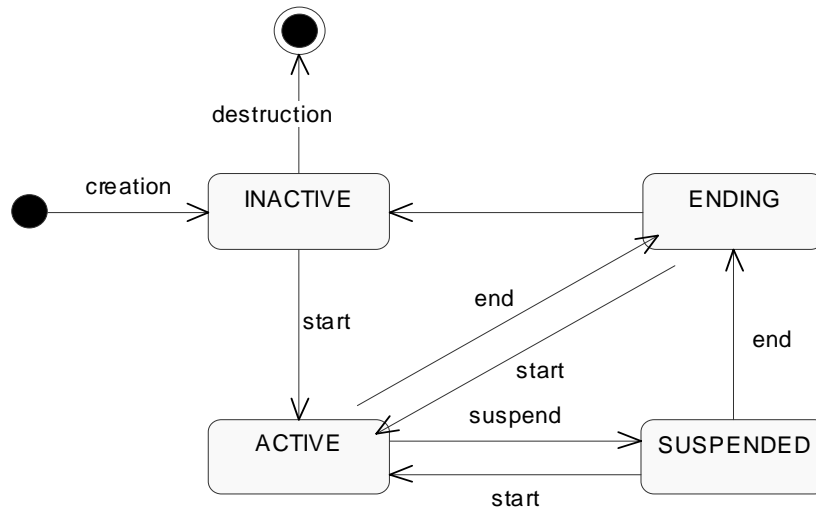 destruction
creation
INACTIVE
ENDING
end
start
start
end
suspend
ACTIVE
SUSPENDED
start